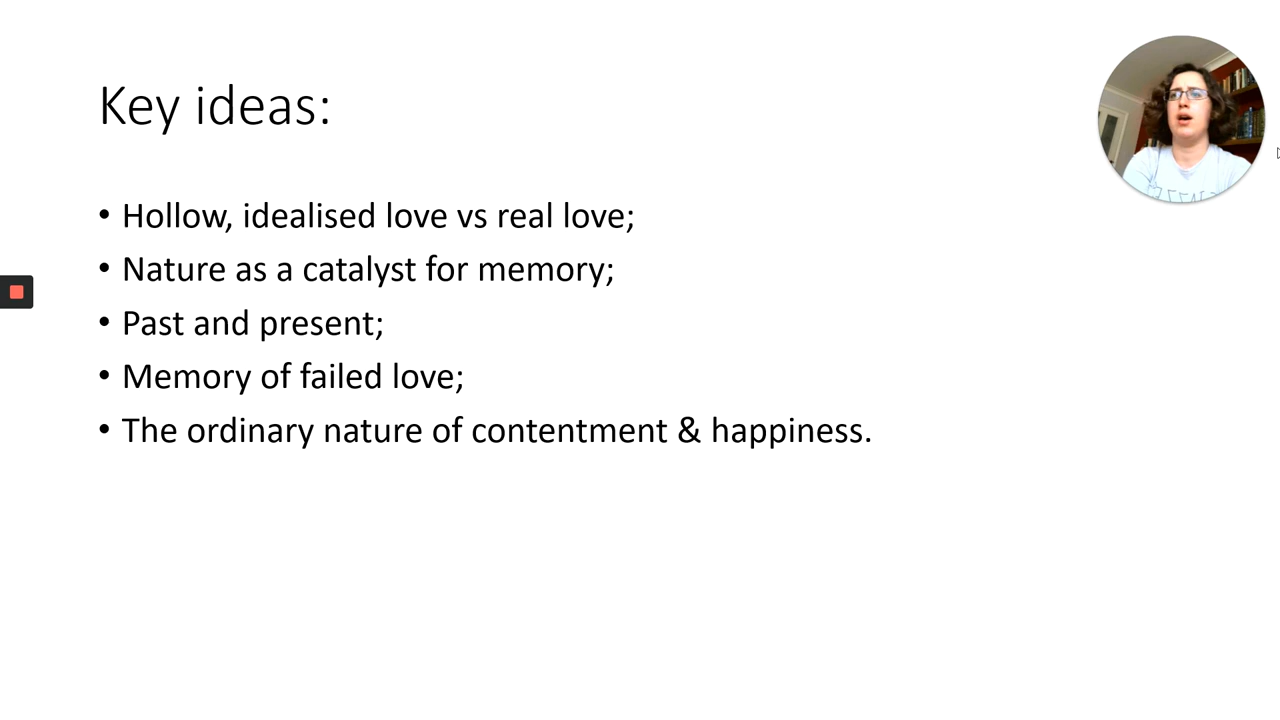 Key ideas:
• Hollow, idealised love vs real love;
• Nature as a catalyst for memory;
• Past and present;
• Memory of failed love;
• The ordinary nature of contentment & happiness.